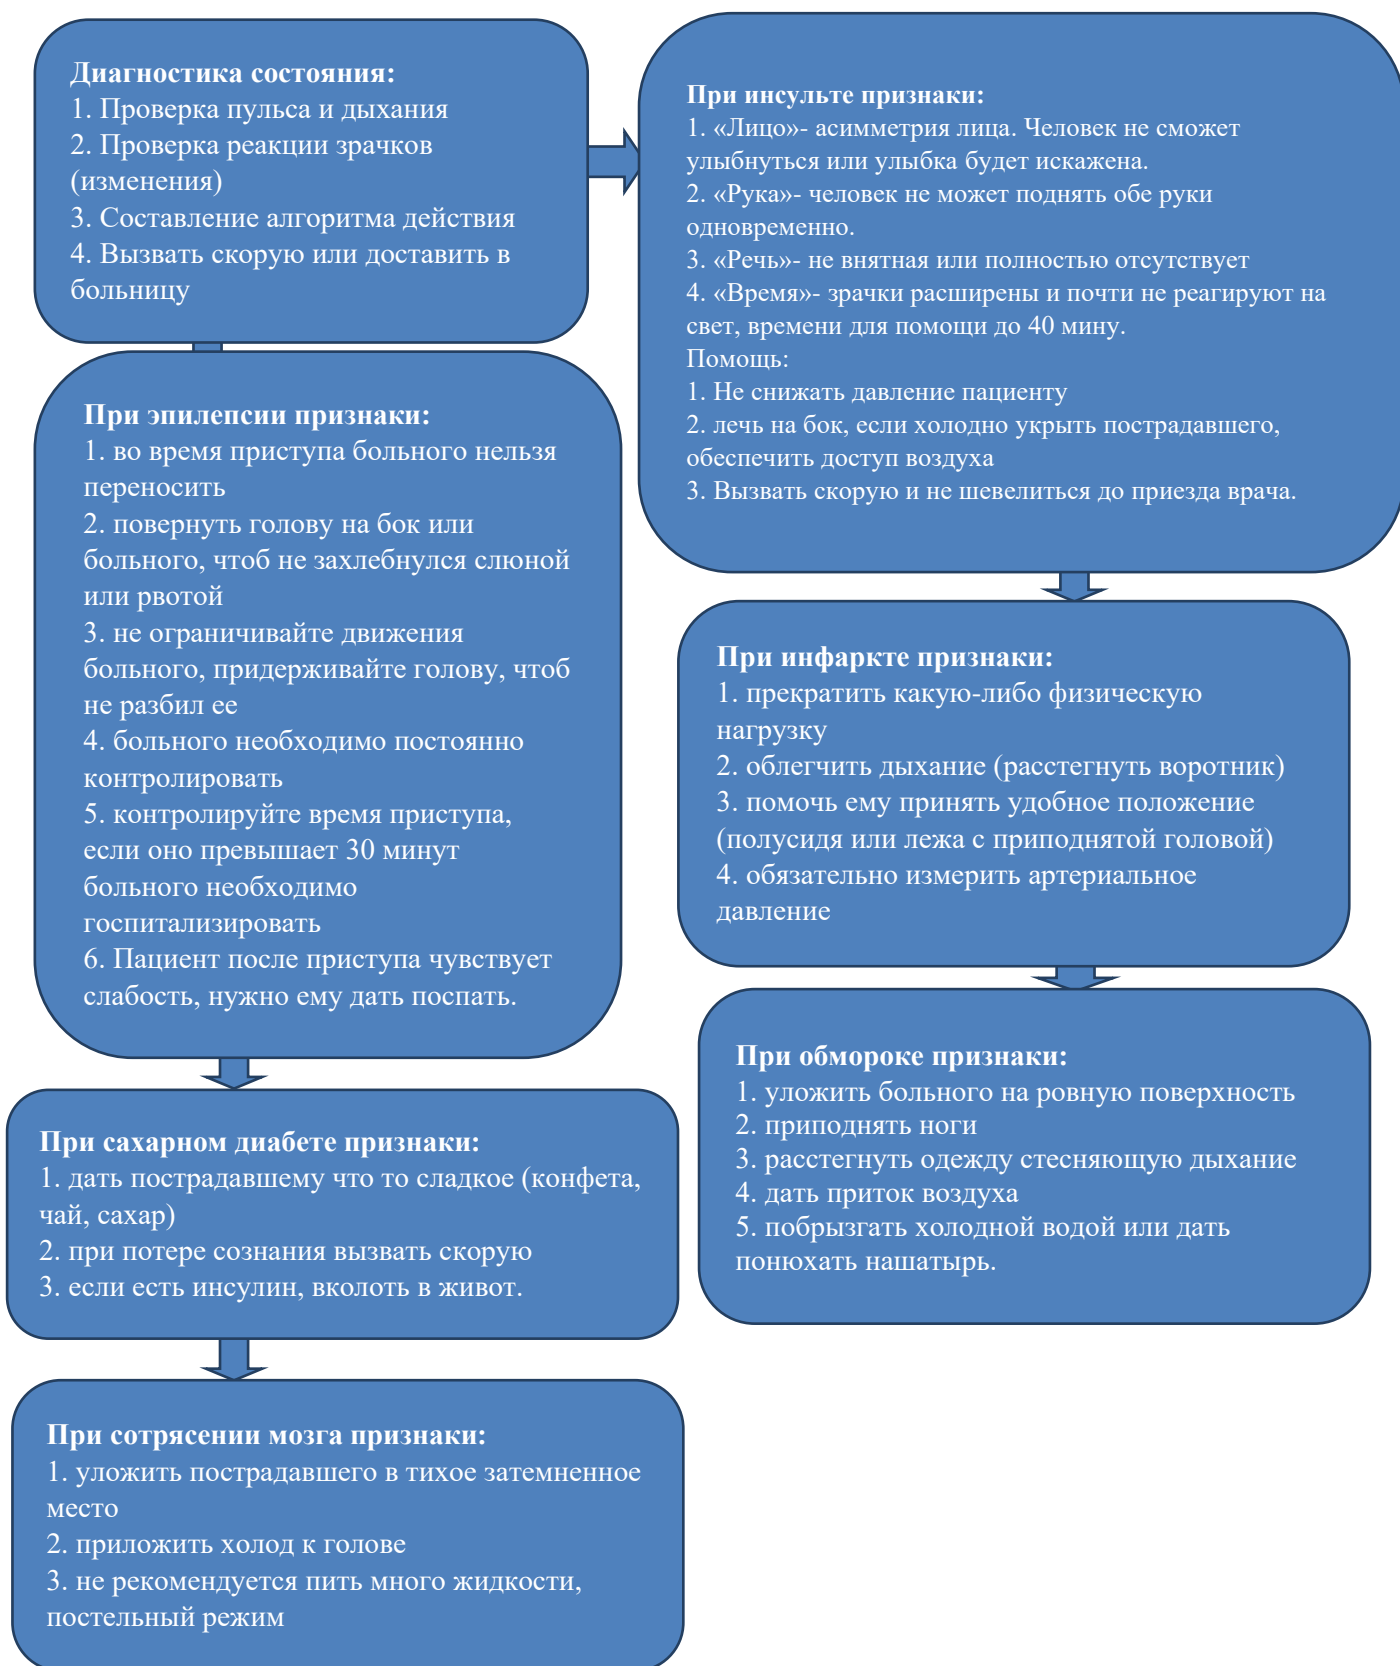 Диагностика состояния:
1. Проверка пульса и дыхания
2. Проверка реакции зрачков
(изменения)
3. Составление алгоритма действия
4. Вызвать скорую или доставить в
больницу
При инсульте признаки:
1. «Лицо»- асимметрия лица. Человек не сможет
улыбнуться или улыбка будет искажена.
2. «Рука»- человек не может поднять обе руки
одновременно.
3. «Речь»- не внятная или полностью отсутствует
4. «Время»- зрачки расширены и почти не реагируют на
свет, времени для помощи до 40 мину.
Помощь:
1. Не снижать давление пациенту
2. лечь на бок, если холодно укрыть пострадавшего,
обеспечить доступ воздуха
3. Вызвать скорую и не шевелиться до приезда врача.
При эпилепсии признаки:
1. во время приступа больного нельзя
переносить
2. повернуть голову на бок или
больного, чтоб не захлебнулся слюной
или рвотой
3. не ограничивайте движения
больного, придерживайте голову, чтоб
не разбил ее
4. больного необходимо постоянно
контролировать
5. контролируйте время приступа,
если оно превышает 30 минут
больного необходимо
госпитализировать
6. Пациент после приступа чувствует
слабость, нужно ему дать поспать.
При инфаркте признаки:
1. прекратить какую-либо физическую
нагрузку
2. облегчить дыхание (расстегнуть воротник)
3. помочь ему принять удобное положение
(полусидя или лежа с приподнятой головой)
4. обязательно измерить артериальное
давление
При обмороке признаки:
1. уложить больного на ровную поверхность
2. приподнять ноги
3. расстегнуть одежду стесняющую дыхание
4. дать приток воздуха
5. побрызгать холодной водой или дать
понюхать нашатырь.
При сахарном диабете признаки:
1. дать пострадавшему что то сладкое (конфета,
чай, сахар)
2. при потере сознания вызвать скорую
3. если есть инсулин, вколоть в живот.
При сотрясении мозга признаки:
1. уложить пострадавшего в тихое затемненное
место
2. приложить холод к голове
3. не рекомендуется пить много жидкости,
постельный режим